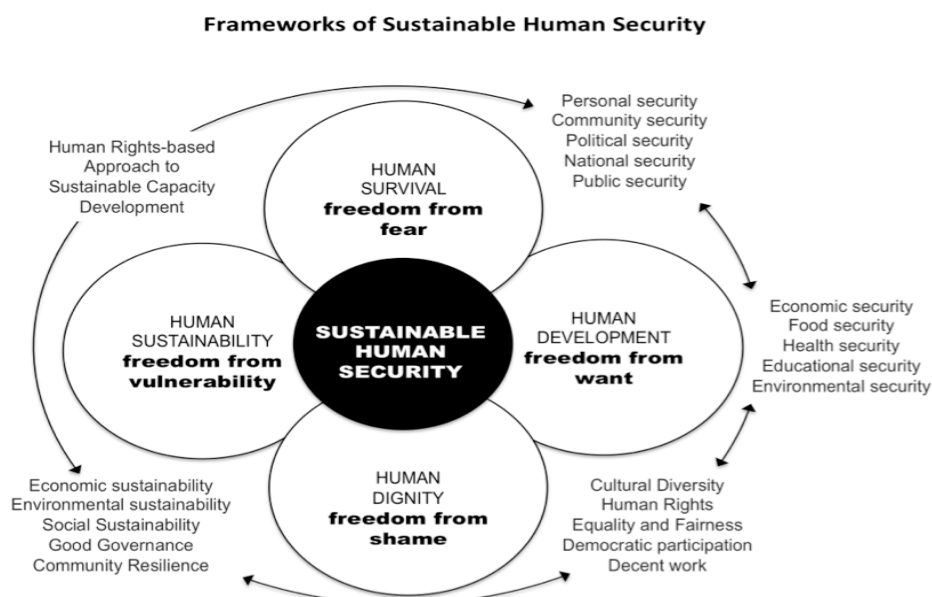 Frameworks of Sustainable Human Security
Human Rights-based
Approach to
Sustainable Capacity
Development
HUMAN
SURVIVAL
freedom from
fear
Personal security
Community security
Political security
National security
Public security
HUMAN
SUSTAINABILITY
freedom from
vulnerability
SUSTAINABLE
HUMAN
SECURITY
HUMAN
DEVELOPMENT
freedom from
want
Economic security
Food security
Health security
Educational security
Environmental security
HUMAN
DIGNITY
freedom from
shame
Economic sustainability
Environmental sustainability
Social Sustainability
Good Governance
Community Resilience
Cultural Diversity
Human Rights
Equality and Fairness
Democratic participation
Decent work